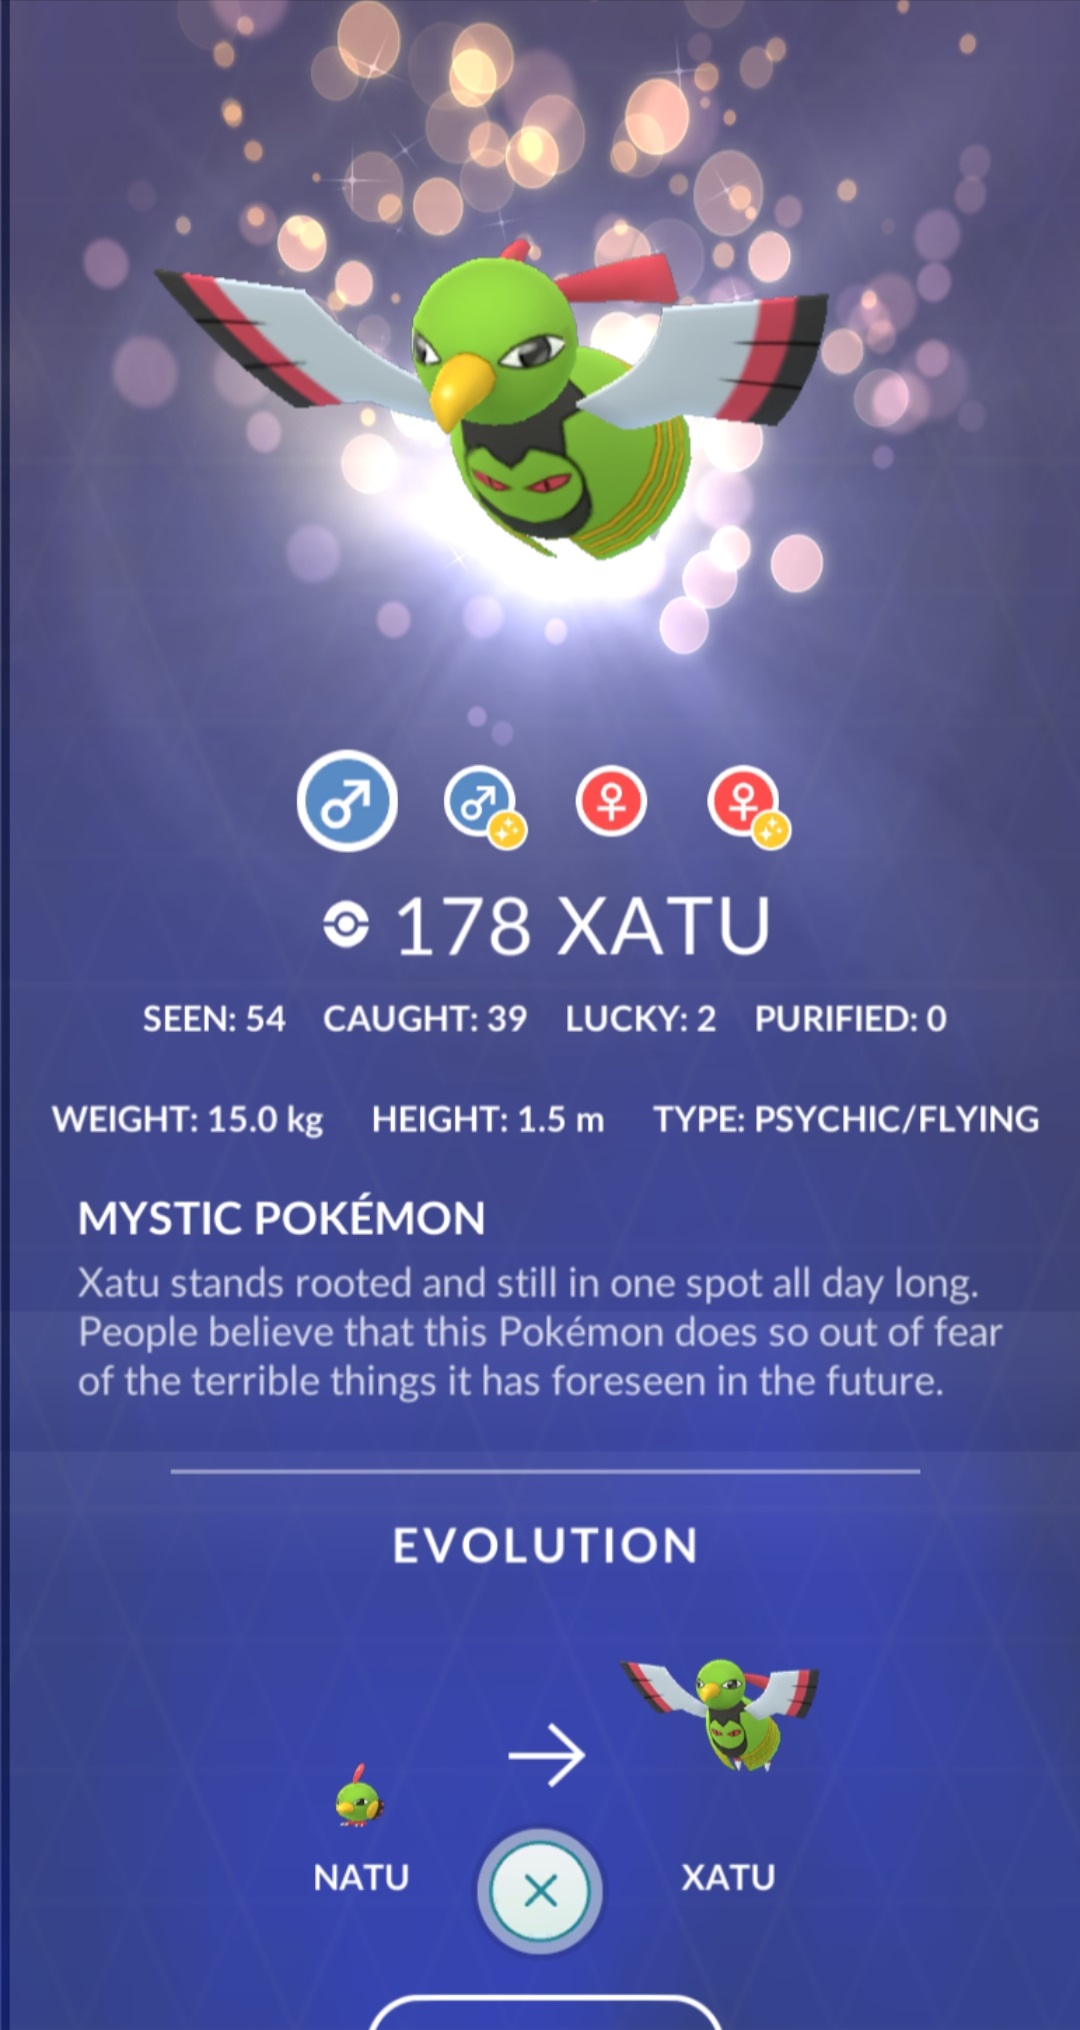 178 XATU
SEEN: 54 CAUGHT: 39 LUCKY: 2 PURIFIED: 0
WEIGHT: 15.0 kg HEIGHT: 1.5 m TYPE: PSYCHIC/FLYING
MYSTIC POKÉMON
Xatu stands rooted and still in one spot all day long.
People believe that this Pokémon does so out of fear
of the terrible things it has foreseen in the future.
EVOLUTION
NATU XATU